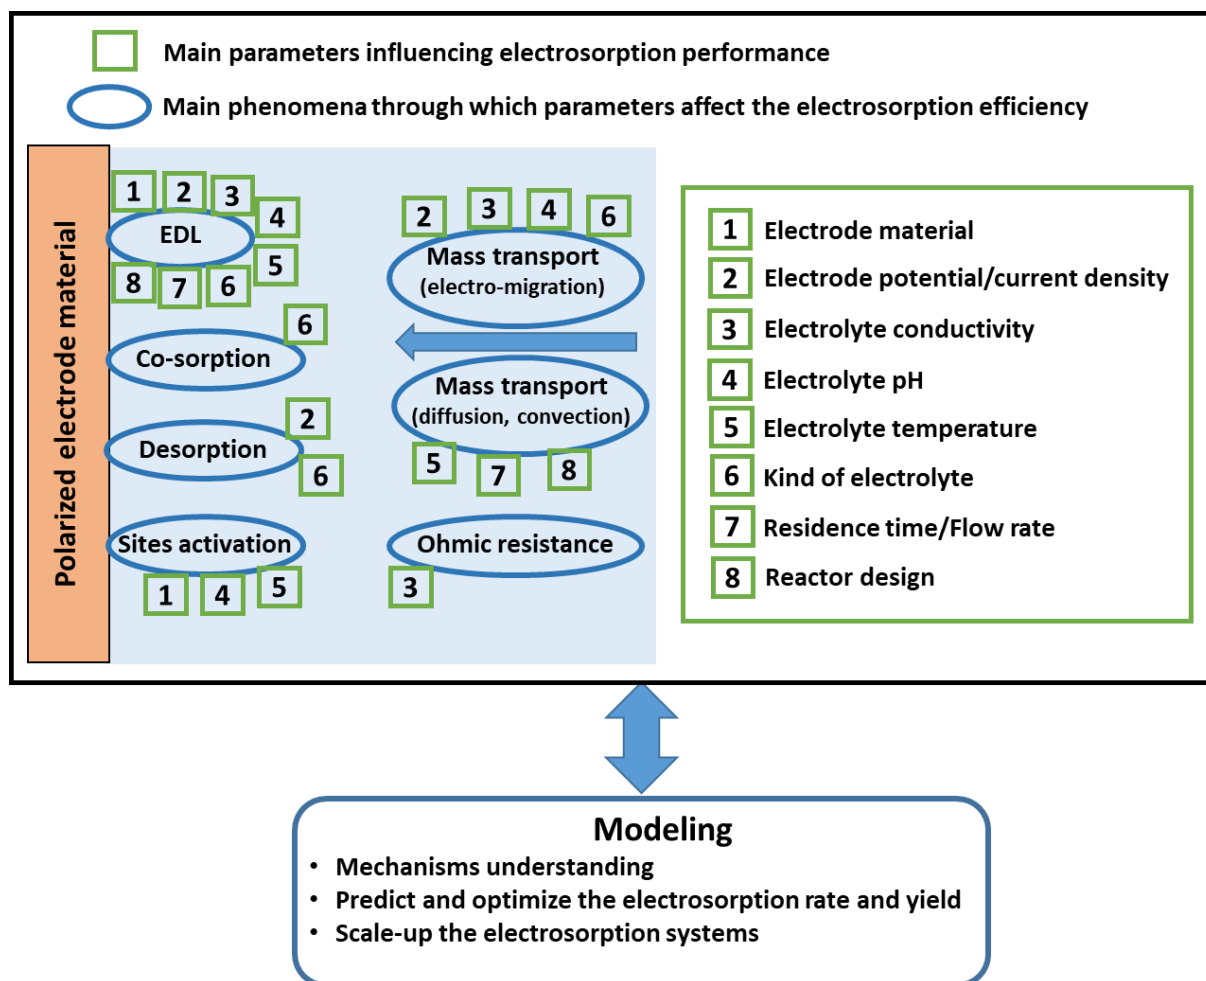 Main parameters influencing electrosorption performance
Main phenomena through which parameters affect the electrosorption efficiency
Polarized electrode material
1 2 3 4
EDL
5
8 7 6
6
Co-sorption
2
Desorption
6
Sites activation
1 4 5
2 3 4 6
Mass transport
(electro-migration)
Mass transport
(diffusion, convection)
5 7 8
Ohmic resistance
3
1 Electrode material
2 Electrode potential/current density
3 Electrolyte conductivity
4 Electrolyte pH
5 Electrolyte temperature
6 Kind of electrolyte
7 Residence time/Flow rate
8 Reactor design
Modeling
• Mechanisms understanding
• Predict and optimize the electrosorption rate and yield
• Scale-up the electrosorption systems